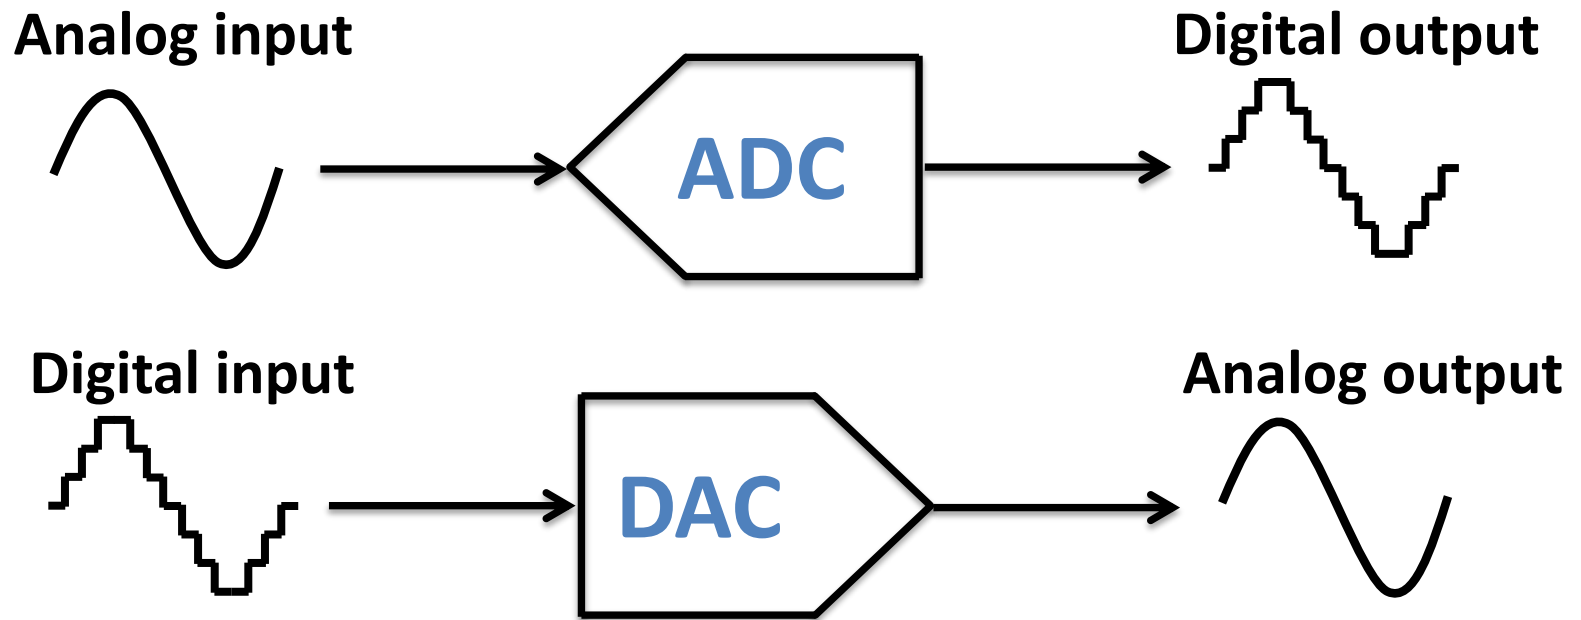 Analog input
Digital output
ADC
Digital input
Analog output
DAC